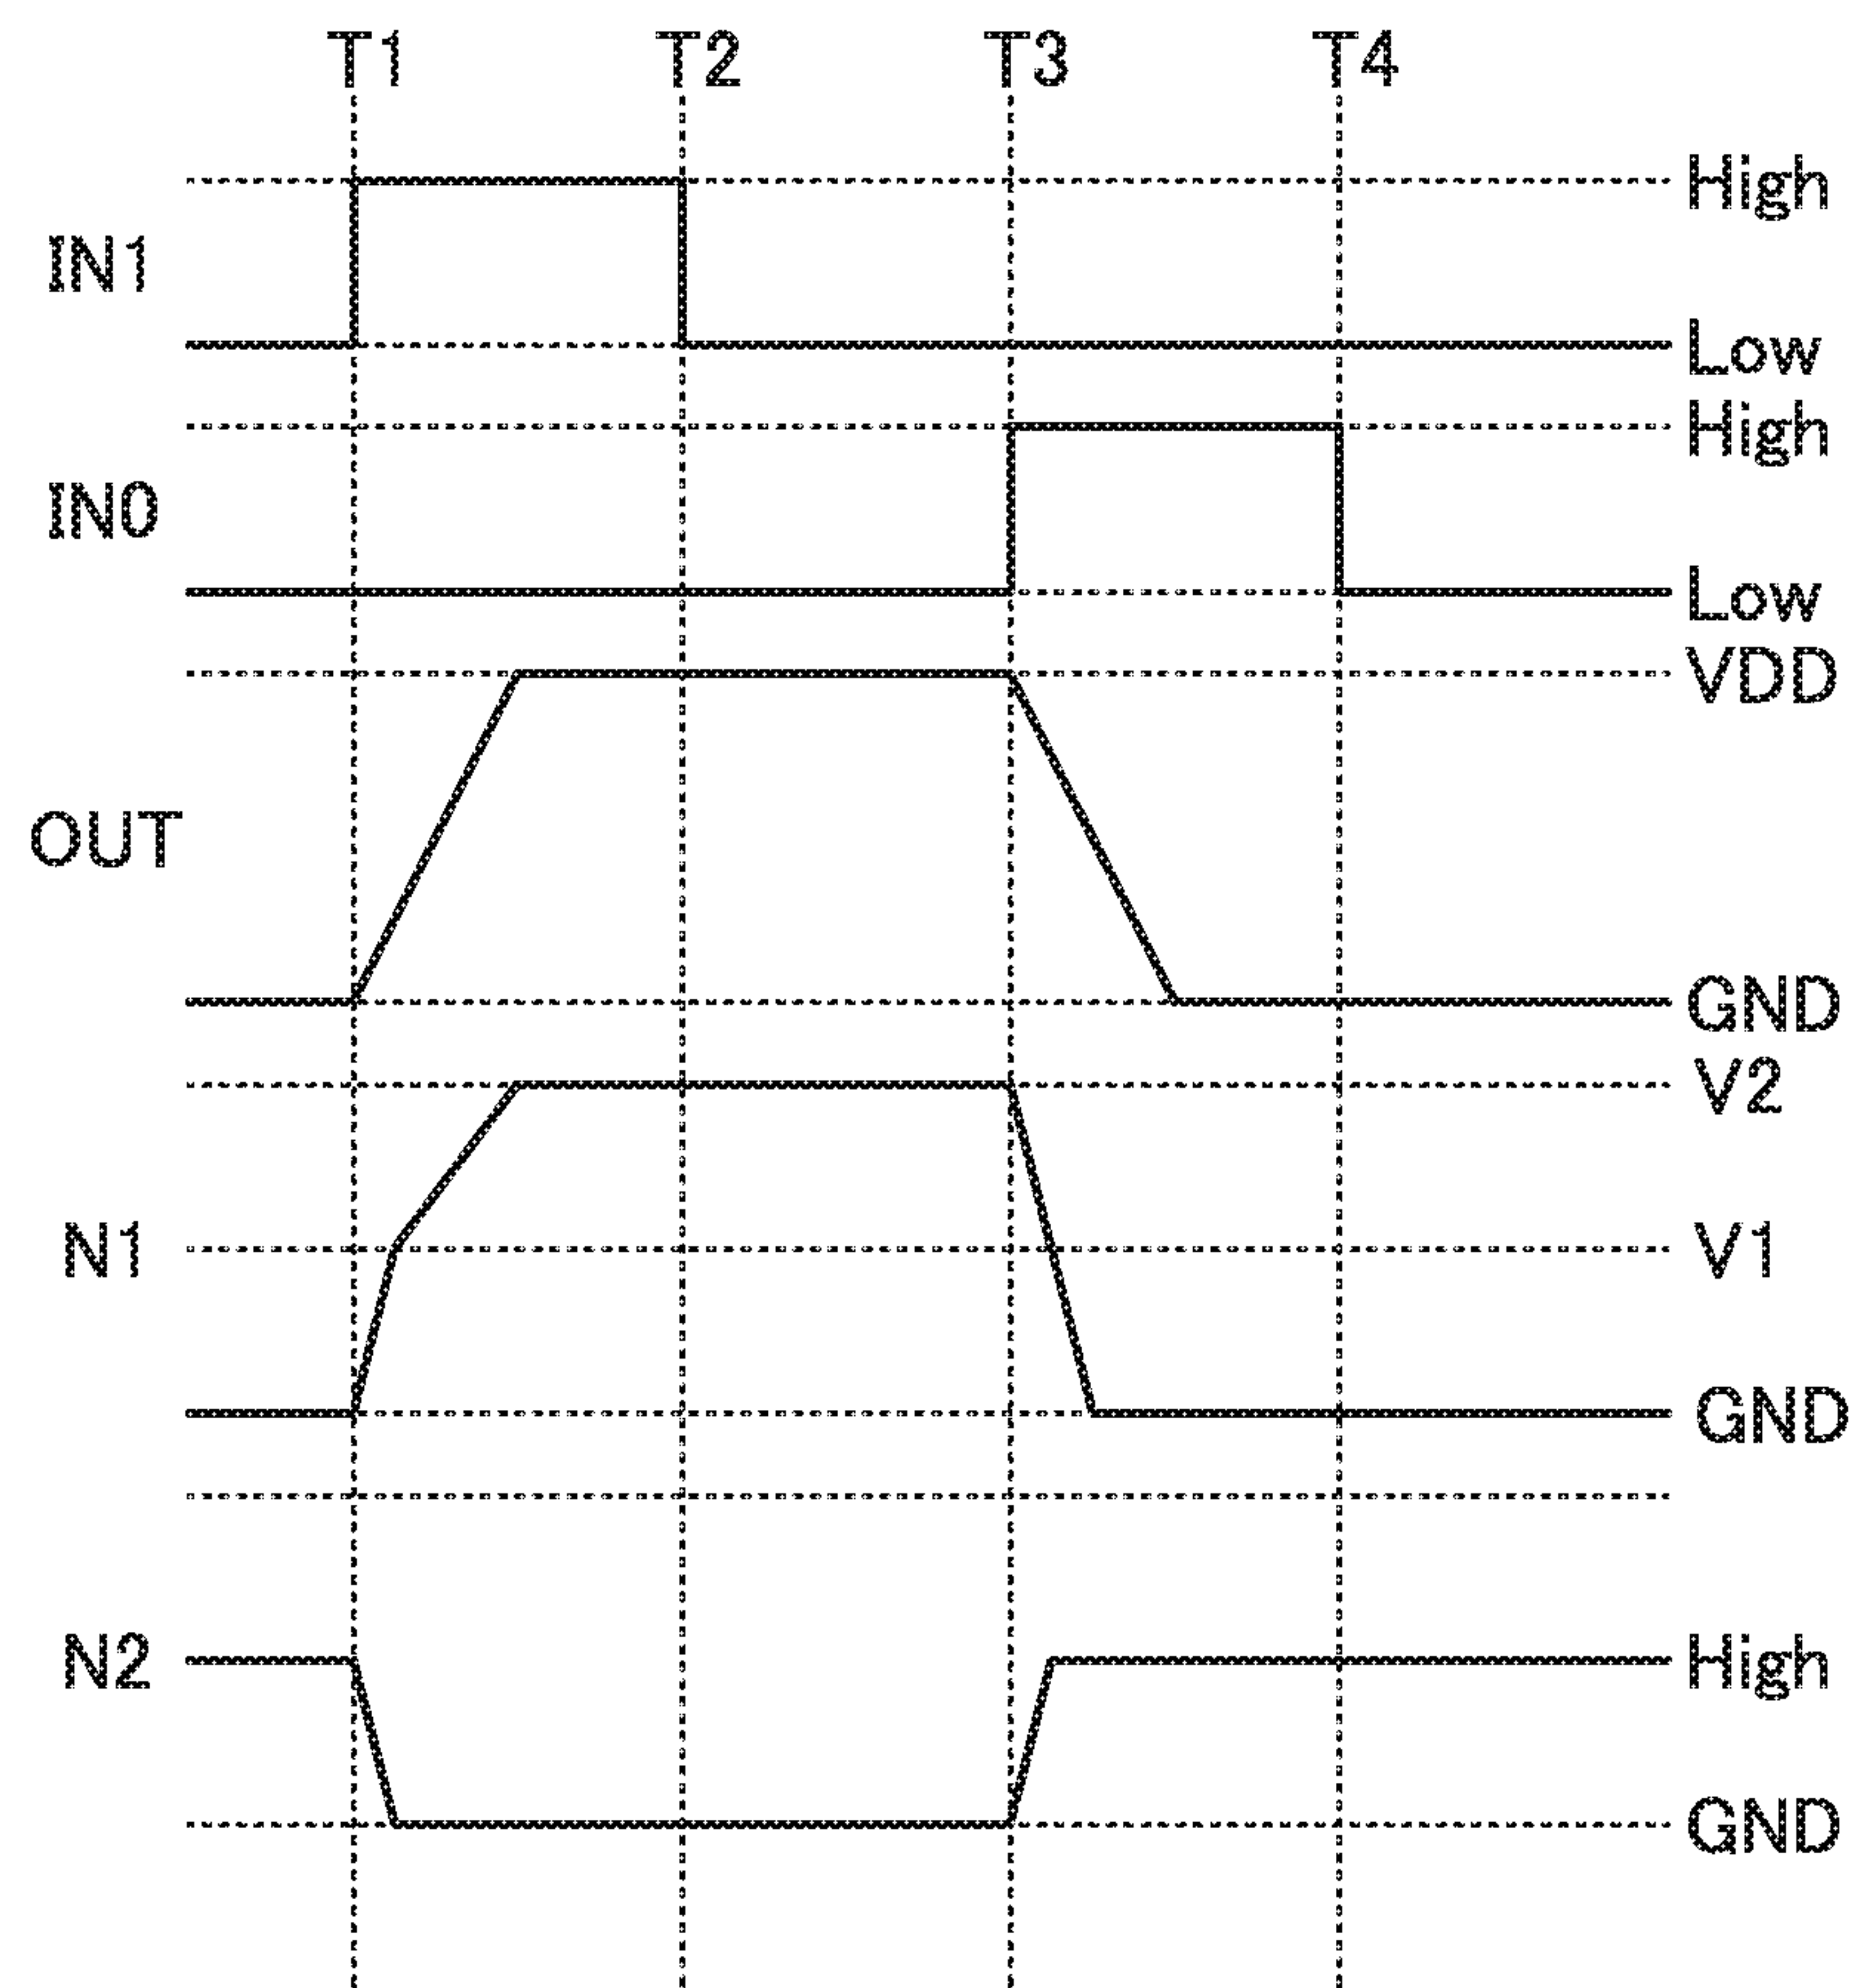 T1 T2 T3 T4
High
IN1
Low
High
IN0
Low
VDD
OUT
GND
V2
N1 V1
GND
N2 High
GND